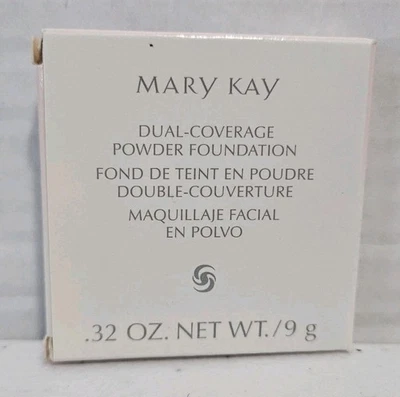 MARY KAY
DUAL-COVERAGE
POWDER FOUNDATION
FOND DE TEINT EN POUDRE
DOUBLE-COUVERTURE
MAQUILLAJE FACIAL
EN POLVO
.32 OZ. NET WT./9 g